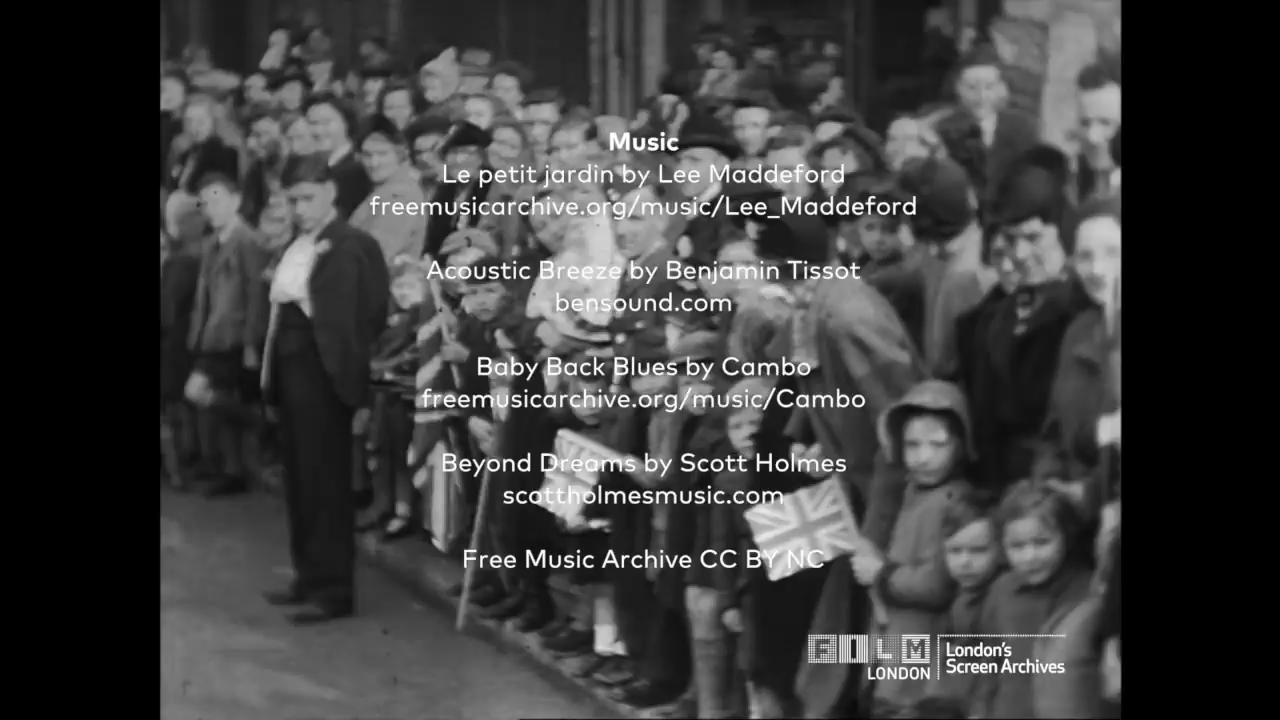 Music
Le petit jardin by Lee Maddeford
freemusicarchive.org/music/Lee_Maddeford
Acoustic Breeze by Benjamin Tissot
bensound.com
Baby Back Blues by Cambo
freemusicarchive.org/music/Cambo
Beyond Dreams by Scott Holmes
scottholmesmusic.com
Free Music Archive CC BY NC
FILM
LONDON
London's
Screen Archives